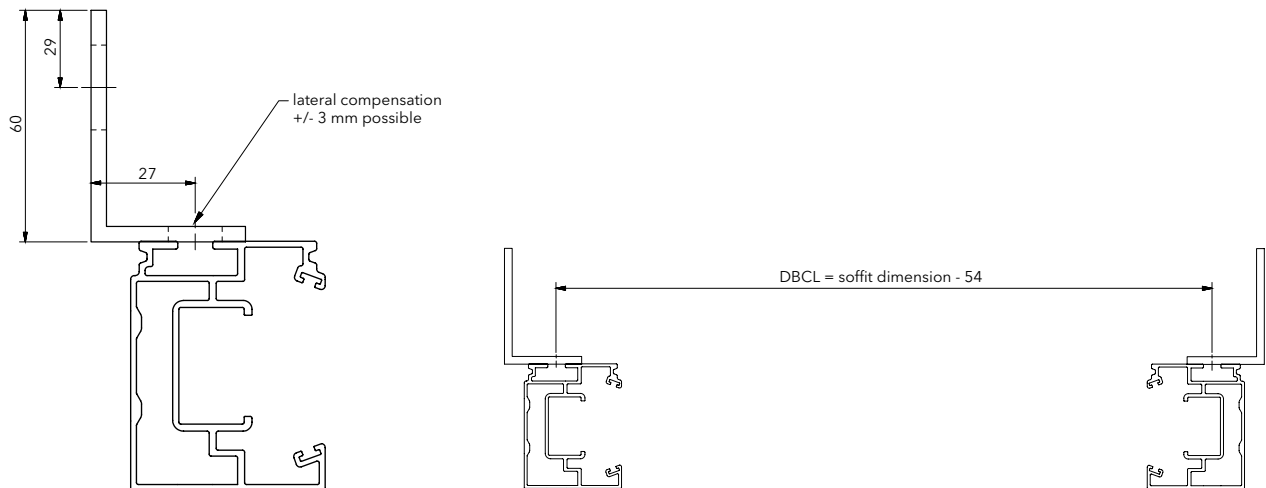 29
60
lateral compensation
+/- 3 mm possible
27
DBCL = soffit dimension - 54